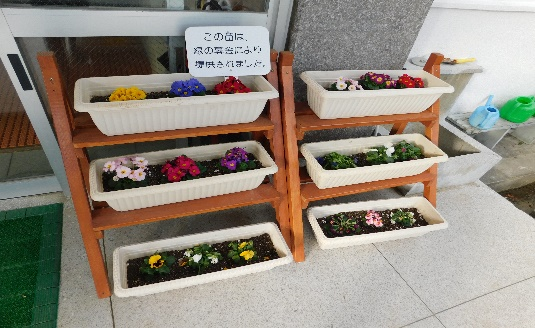 この苗は、
緑の募金により
提供されました。